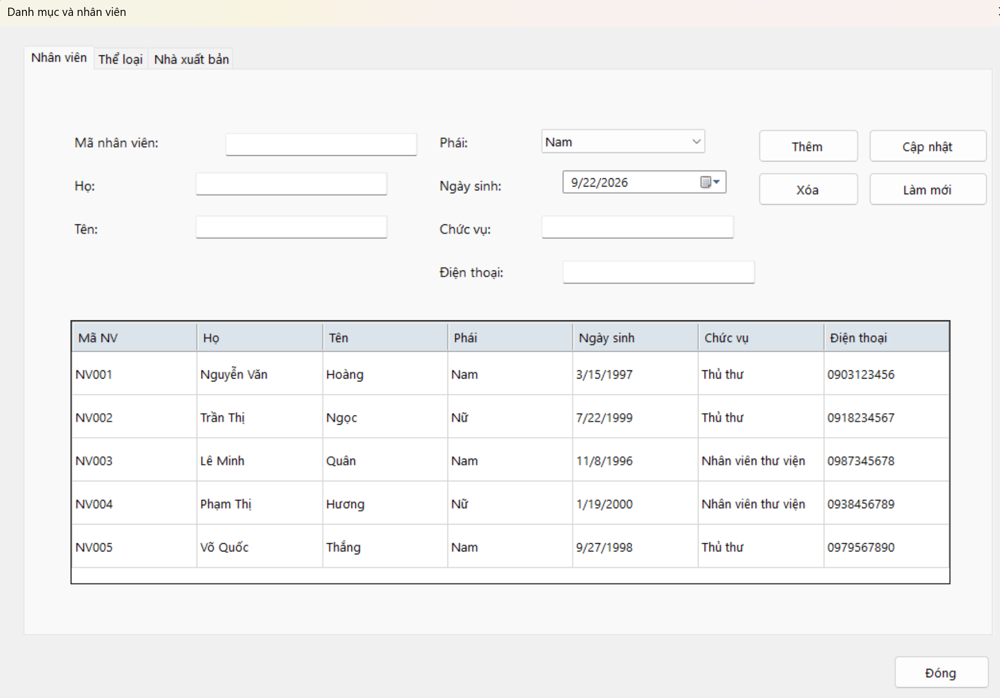 Danh mục và nhân viên
Nhân viên Thể loại Nhà xuất bản
Mã nhân viên: Phái: Nam Thêm Cập nhật
Họ: Ngày sinh: 9/22/2026 Xóa Làm mới
Tên: Chức vụ:
Điện thoại:
Mã NV Họ Tên Phái Ngày sinh Chức vụ Điện thoại
NV001 Nguyễn Văn Hoàng Nam 3/15/1997 Thủ thư 0903123456
NV002 Trần Thị Ngọc Nữ 7/22/1999 Thủ thư 0918234567
NV003 Lê Minh Quân Nam 11/8/1996 Nhân viên thư viện 0987345678
NV004 Phạm Thị Hương Nữ 1/19/2000 Nhân viên thư viện 0938456789
NV005 Võ Quốc Thắng Nam 9/27/1998 Thủ thư 0979567890
Đóng